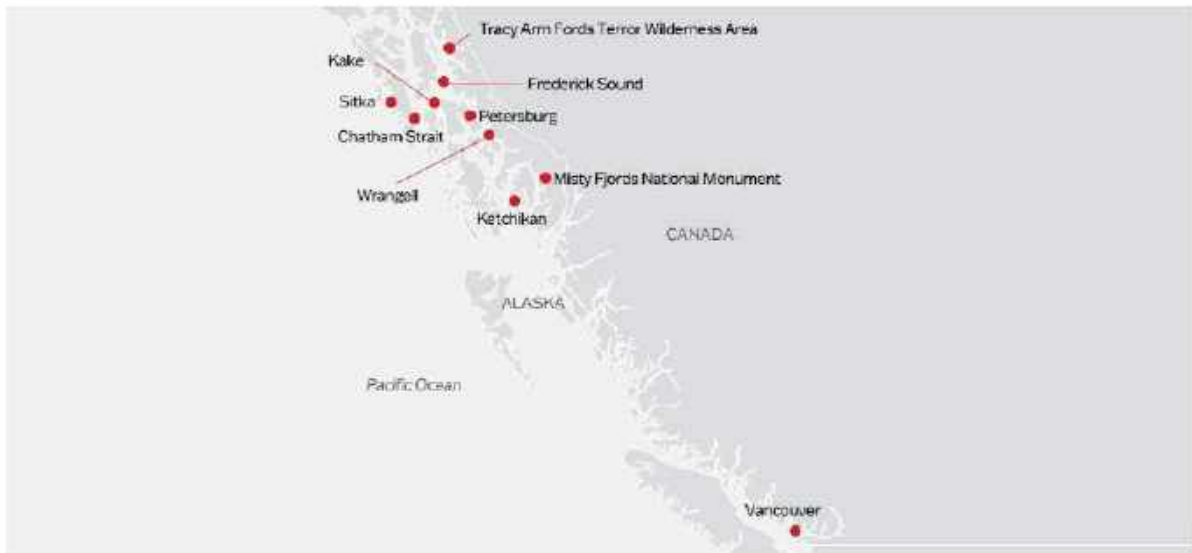 Tracy Arm Fords Terror Wilderness Area
Kake
Frederick Sound
Sitka
Petersburg
Chatham Strait
Wrangell
Misty Fjords National Monument
Ketchikan
CANADA
ALASKA
Pacific Ocean
Vancouver